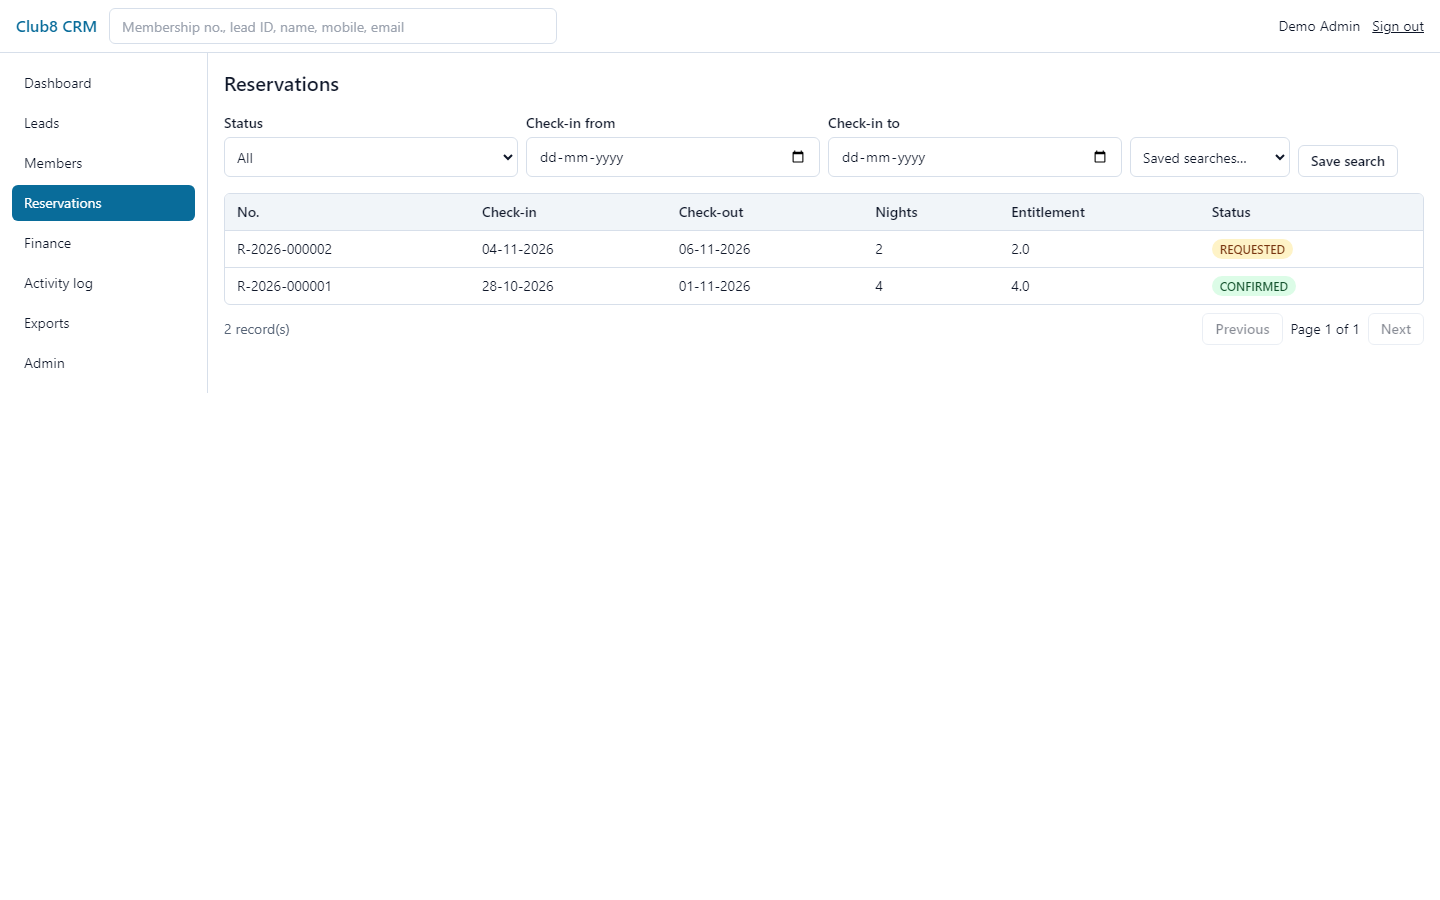 Club8 CRM
Membership no., lead ID, name, mobile, email
Demo Admin Sign out
Dashboard
Leads
Members
Reservations
Finance
Activity log
Exports
Admin
Reservations
Status Check-in from Check-in to
All dd-mm-yyyy dd-mm-yyyy Saved searches... Save search
No. Check-in Check-out Nights Entitlement Status
R-2026-000002 04-11-2026 06-11-2026 2 2.0 REQUESTED
R-2026-000001 28-10-2026 01-11-2026 4 4.0 CONFIRMED
2 record(s) Previous Page 1 of 1 Next